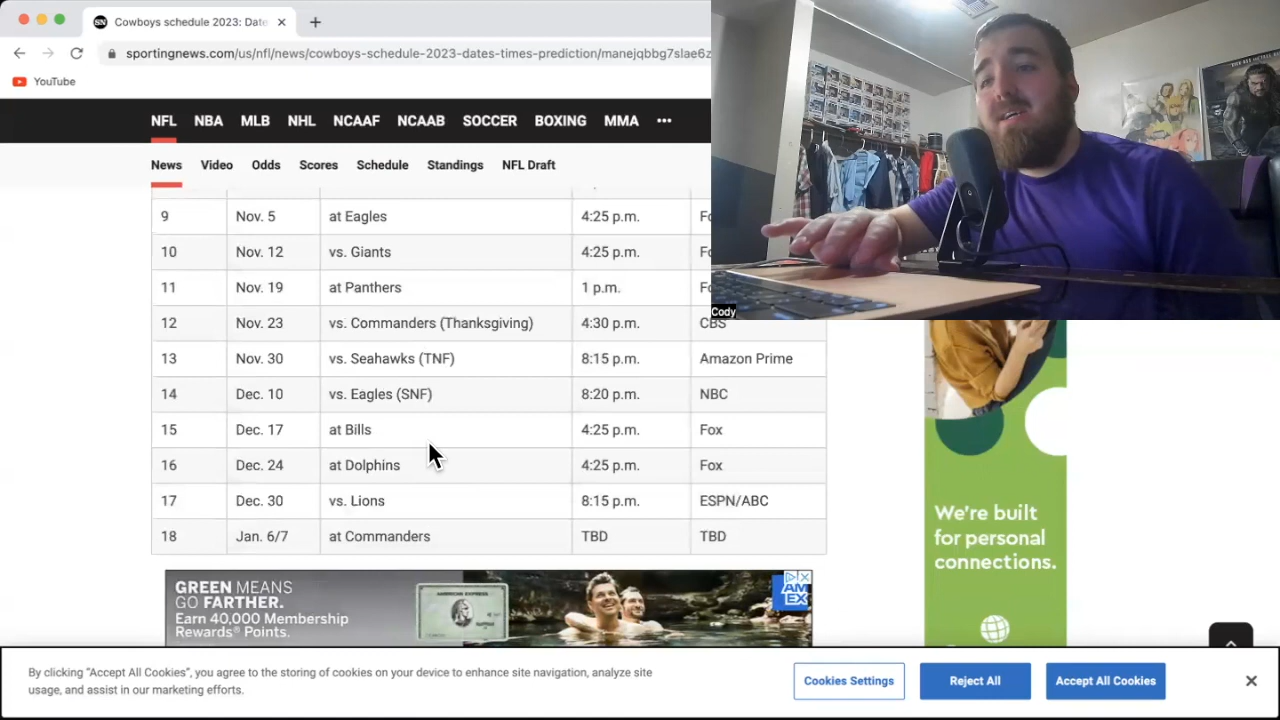 Cowboys schedule 2023: Date
sportingnews.com/us/nfl/news/cowboys-schedule-2023-dates-times-prediction/manejqbbg7slae6z
YouTube
NFL NBA MLB NHL NCAAF NCAAB SOCCER BOXING MMA
News Video Odds Scores Schedule Standings NFL Draft
9 Nov. 5 at Eagles 4:25 p.m. Fo
10 Nov. 12 vs. Giants 4:25 p.m. Fo
11 Nov. 19 at Panthers 1 p.m. Fo
12 Nov. 23 vs. Commanders (Thanksgiving) 4:30 p.m. CBS
13 Nov. 30 vs. Seahawks (TNF) 8:15 p.m. Amazon Prime
14 Dec. 10 vs. Eagles (SNF) 8:20 p.m. NBC
15 Dec. 17 at Bills 4:25 p.m. Fox
16 Dec. 24 at Dolphins 4:25 p.m. Fox
17 Dec. 30 vs. Lions 8:15 p.m. ESPN/ABC
18 Jan. 6/7 at Commanders TBD TBD
Cody
We're built
for personal
connections.
GREEN MEANS
GO FARTHER.
Earn 40,000 Membership
Rewards® Points.
AMERICAN EXPRESS
AM
EX
By clicking “Accept All Cookies”, you agree to the storing of cookies on your device to enhance site navigation, analyze site
usage, and assist in our marketing efforts.
Cookies Settings
Reject All
Accept All Cookies